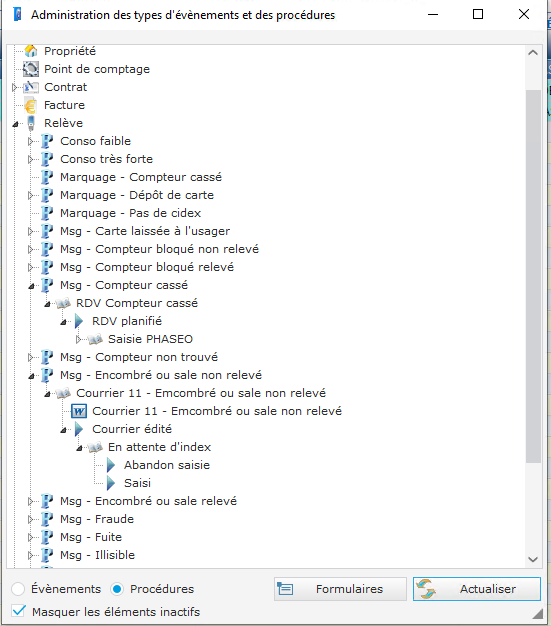 Administration des types d'évènements et des procédures
Propriété
Point de comptage
Contrat
Facture
Relève
Conso faible
Conso très forte
Marquage - Compteur cassé
Marquage - Dépôt de carte
Marquage - Pas de cidex
Msg - Carte laissée à l'usager
Msg - Compteur bloqué non relevé
Msg - Compteur bloqué relevé
Msg - Compteur cassé
RDV Compteur cassé
RDV planifié
Saisie PHASEO
Msg - Compteur non trouvé
Msg - Encombré ou sale non relevé
Courrier 11 - Emcombré ou sale non relevé
Courrier 11 - Emcombré ou sale non relevé
Courrier édité
En attente d'index
Abandon saisie
Saisi
Msg - Encombré ou sale relevé
Msg - Fraude
Msg - Fuite
Msg - Illisible
Évènements Procédures Formulaires Actualiser
Masquer les éléments inactifs